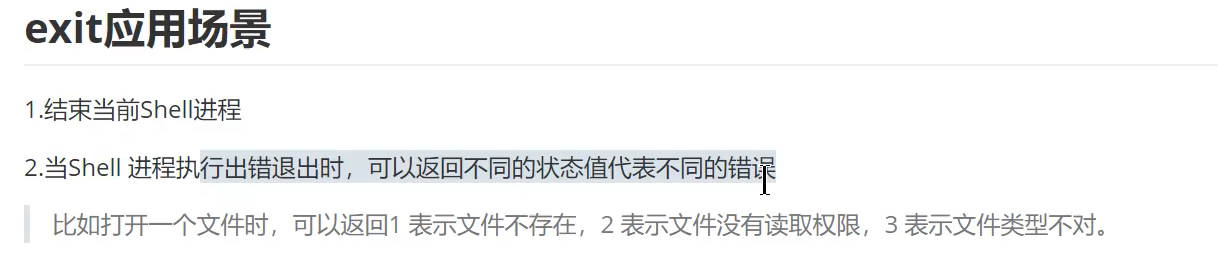 exit应用场景
1.结束当前Shell进程
2.当Shell 进程执行出错退出时，可以返回不同的状态值代表不同的错误
比如打开一个文件时，可以返回1 表示文件不存在，2 表示文件没有读取权限，3 表示文件类型不对。